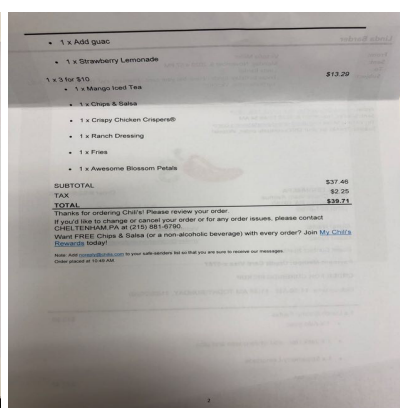 • 1 x Add guac
• 1 x Strawberry Lemonade
1 x 3 for $10 $13.29
• 1 x Mango Iced Tea
• 1 x Chips & Salsa
• 1 x Crispy Chicken Crispers®
• 1 x Ranch Dressing
• 1 x Fries
• 1 x Awesome Blossom Petals
SUBTOTAL $37.46
TAX $2.25
TOTAL $39.71
Thanks for ordering Chili's! Please review your order.
If you'd like to change or cancel your order or for any order issues, please contact
CHELTENHAM,PA at (215) 881-6790.
Want FREE Chips & Salsa (or a non-alcoholic beverage) with every order? Join My Chili's
Rewards today!
Note: Add to your safe-senders list so that you are sure to receive our messages
Order placed at 10:48 AM
2